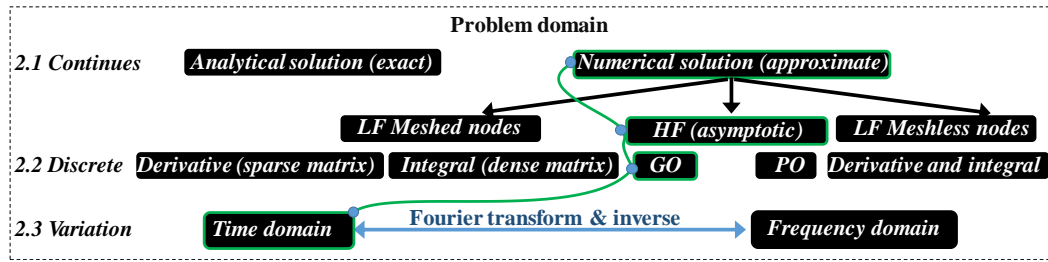 Problem domain
2.1 Continues Analytical solution (exact) Numerical solution (approximate)
LF Meshed nodes HF (asymptotic) LF Meshless nodes
2.2 Discrete Derivative (sparse matrix) Integral (dense matrix) GO PO Derivative and integral
Fourier transform & inverse
2.3 Variation Time domain Frequency domain